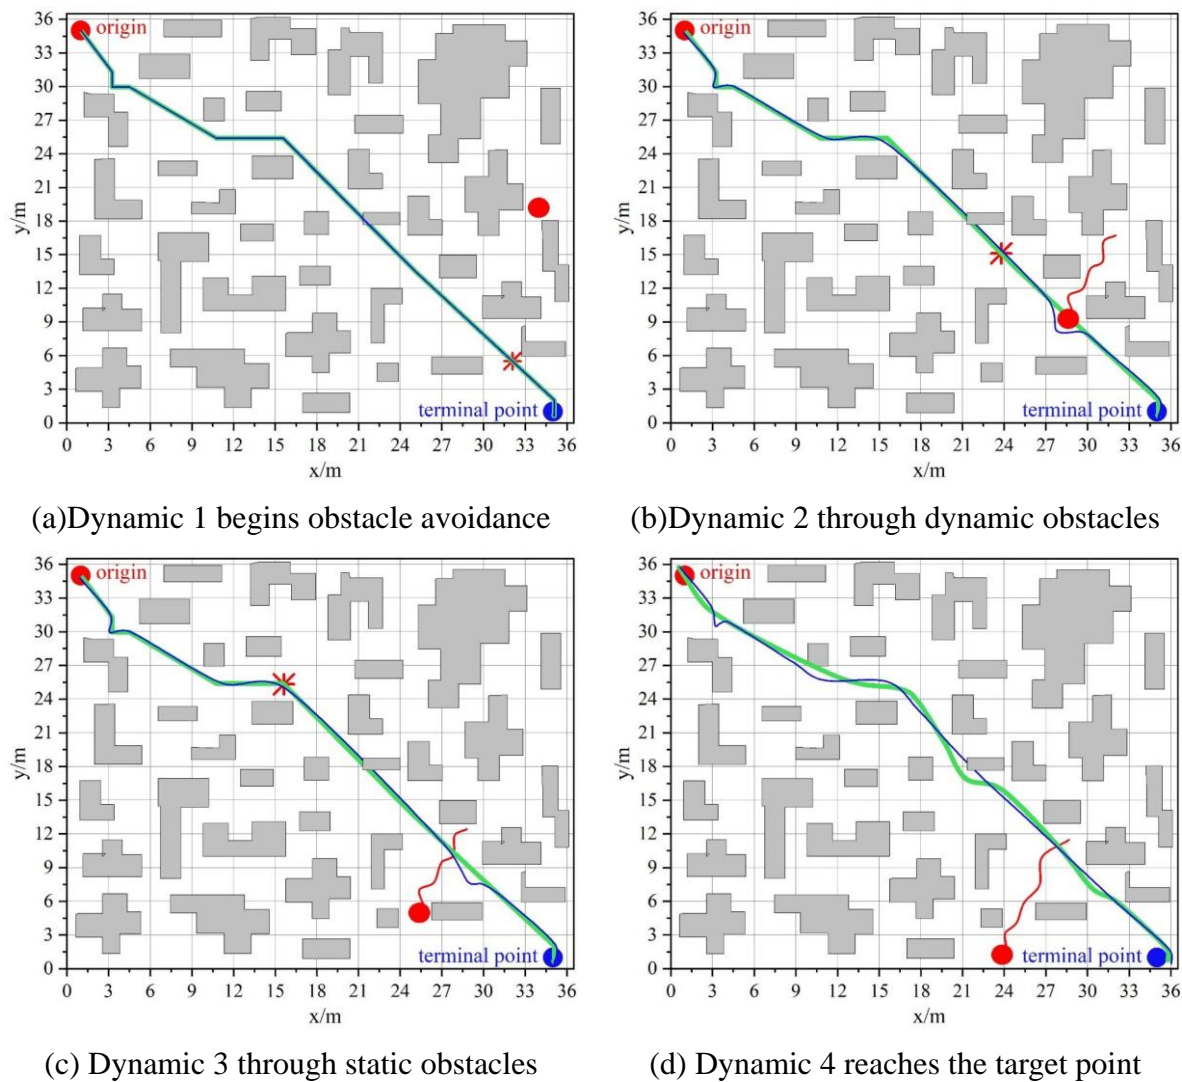 36
33
30
27
24
21
18
15
12
9
6
3
0
y/m
origin
terminal point
0 3 6 9 12 15 18 21 24 27 30 33 36
x/m
(a)Dynamic 1 begins obstacle avoidance
36
33
30
27
24
21
18
15
12
9
6
3
0
y/m
origin
terminal point
0 3 6 9 12 15 18 21 24 27 30 33 36
x/m
(b)Dynamic 2 through dynamic obstacles
36
33
30
27
24
21
18
15
12
9
6
3
0
y/m
origin
terminal point
0 3 6 9 12 15 18 21 24 27 30 33 36
x/m
(c) Dynamic 3 through static obstacles
36
33
30
27
24
21
18
15
12
9
6
3
0
y/m
origin
terminal point
0 3 6 9 12 15 18 21 24 27 30 33 36
x/m
(d) Dynamic 4 reaches the target point